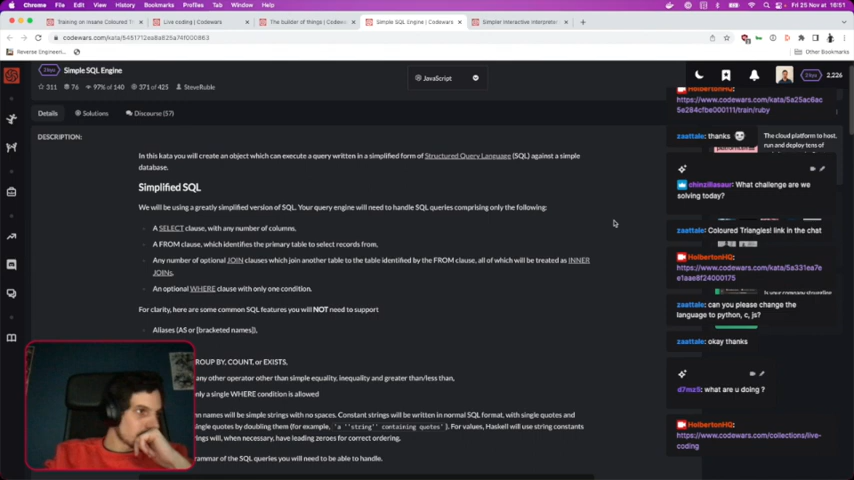 Chrome File Edit View History Bookmarks Profiles Tab Window Help
Fri 25 Nov at 16:51
Training on Insane Coloured Tr
Live coding | Codewars
The builder of things | Codewars
Simple SQL Engine | Codewars
Simpler Interactive Interpreter
Reverse Engineeri...
Other Bookmarks
Simple SQL Engine
311 76 97% of 140 371 of 425 SteveRuble
JavaScript
2,226
Details Solutions Discourse (57)
DESCRIPTION:
In this kata you will create an object which can execute a query written in a simplified form of Structured Query Language (SQL) against a simple
database.
Simplified SQL
We will be using a greatly simplified version of SQL. Your query engine will need to handle SQL queries comprising only the following:
A SELECT clause, with any number of columns,
A FROM clause, which identifies the primary table to select records from,
Any number of optional JOIN clauses which join another table to the table identified by the FROM clause, all of which will be treated as INNER
JOINs.
An optional WHERE clause with only one condition.
For clarity, here are some common SQL features you will NOT need to support
Aliases (AS or [bracketed names]),
ROUP BY, COUNT, or EXISTS,
any other operator other than simple equality, inequality and greater than/less than,
nly a single WHERE condition is allowed
n names will be simple strings with no spaces. Constant strings will be written in normal SQL format, with single quotes and
ngle quotes by doubling them (for example, 'a ''string'' containing quotes' ). For values, Haskell will use string constants
rings will, when necessary, have leading zeroes for correct ordering.
ammar of the SQL queries you will need to be able to handle.
HolbertonHQ:
https://www.codewars.com/kata/5a25ac6ac
5e284cfbe000111/train/ruby
zaattale: thanks
The cloud platform to host,
run and deploy tens of
chinziliasaur: What challenge are we
solving today?
zaattale: Coloured Triangles! link in the chat
HolbertonHQ:
https://www.codewars.com/kata/5a331ea7e
e1aae8f24000175
zaattale: can you please change the
language to python, c, js?
zaattale: okay thanks
d7mz5: what are u doing ?
HolbertonHQ:
https://www.codewars.com/collections/live-
coding